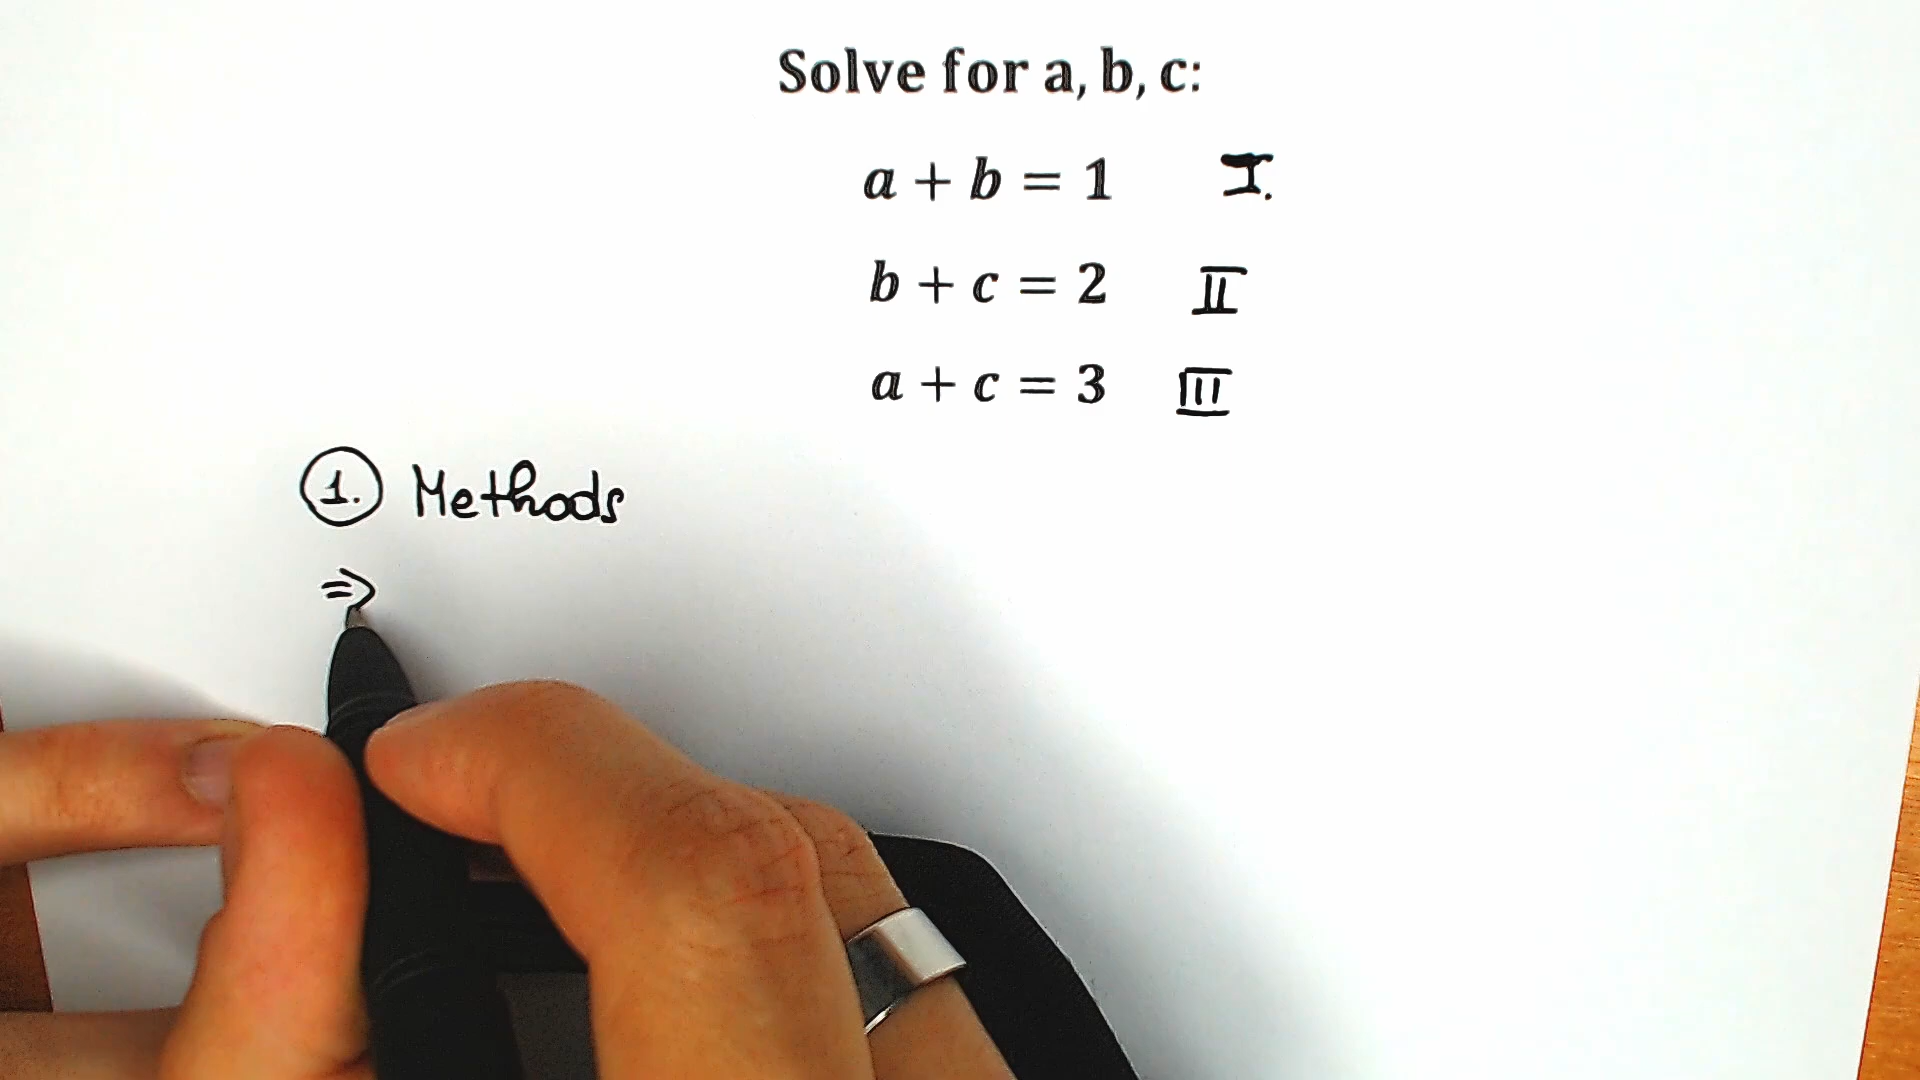 Solve for a, b, c:
a + b = 1 I.
b + c = 2 II
a + c = 3 III
1. Methods
⇒